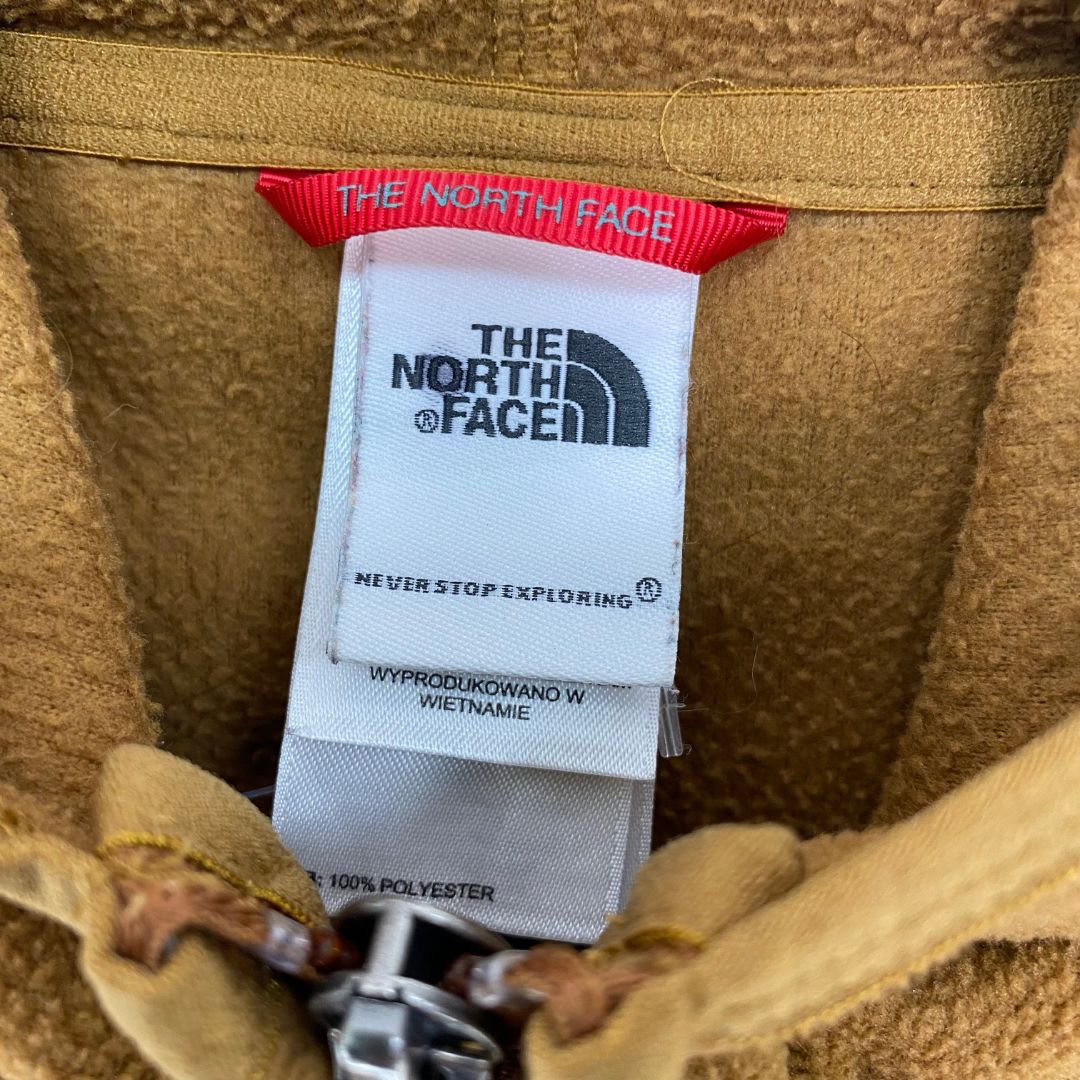 THE NORTH FACE
THE
NORTH
®FACE
NEVER STOP EXPLORING®
WYPRODUKOWANO W
WIETNAMIE
100% POLYESTER